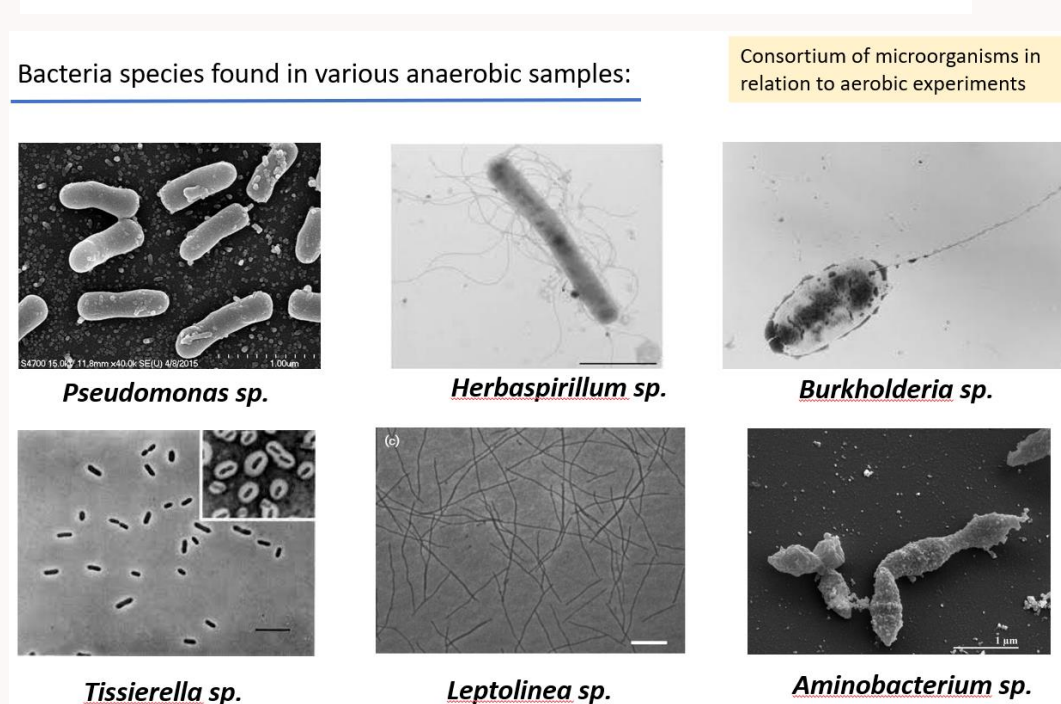 Bacteria species found in various anaerobic samples:
Consortium of microorganisms in
relation to aerobic experiments
S4700 15.0kV 11.8mm x40.0k SE(U) 4/8/2015 1.00um
Pseudomonas sp.
Herbaspirillum sp.
Burkholderia sp.
(c)
1 µm
Tissierella sp.
Leptolinea sp.
Aminobacterium sp.